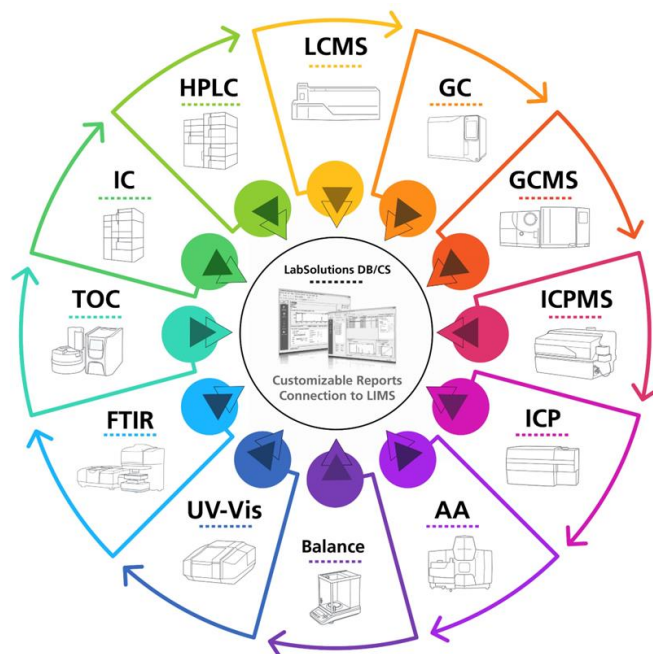 LCMS
GC
GCMS
ICPMS
ICP
AA
Balance
UV-Vis
FTIR
TOC
IC
HPLC
LabSolutions DB/CS
Customizable Reports
Connection to LIMS